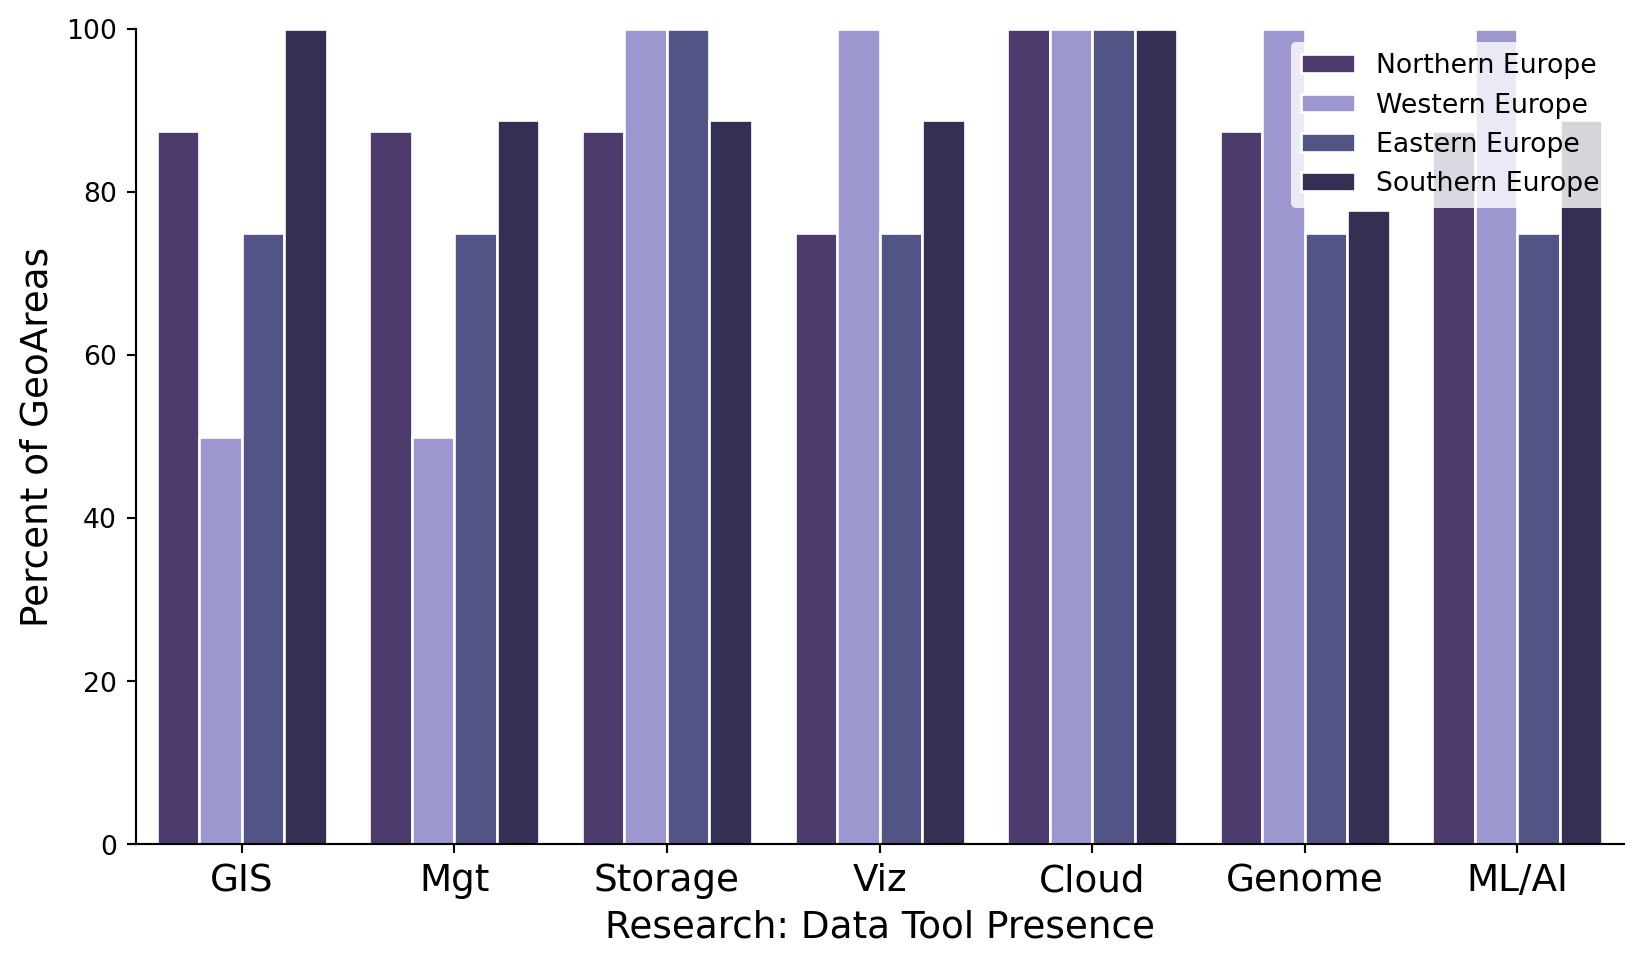 100
80
60
40
20
0
Percent of GeoAreas
Northern Europe
Western Europe
Eastern Europe
Southern Europe
GIS Mgt Storage Viz Cloud Genome ML/AI
Research: Data Tool Presence